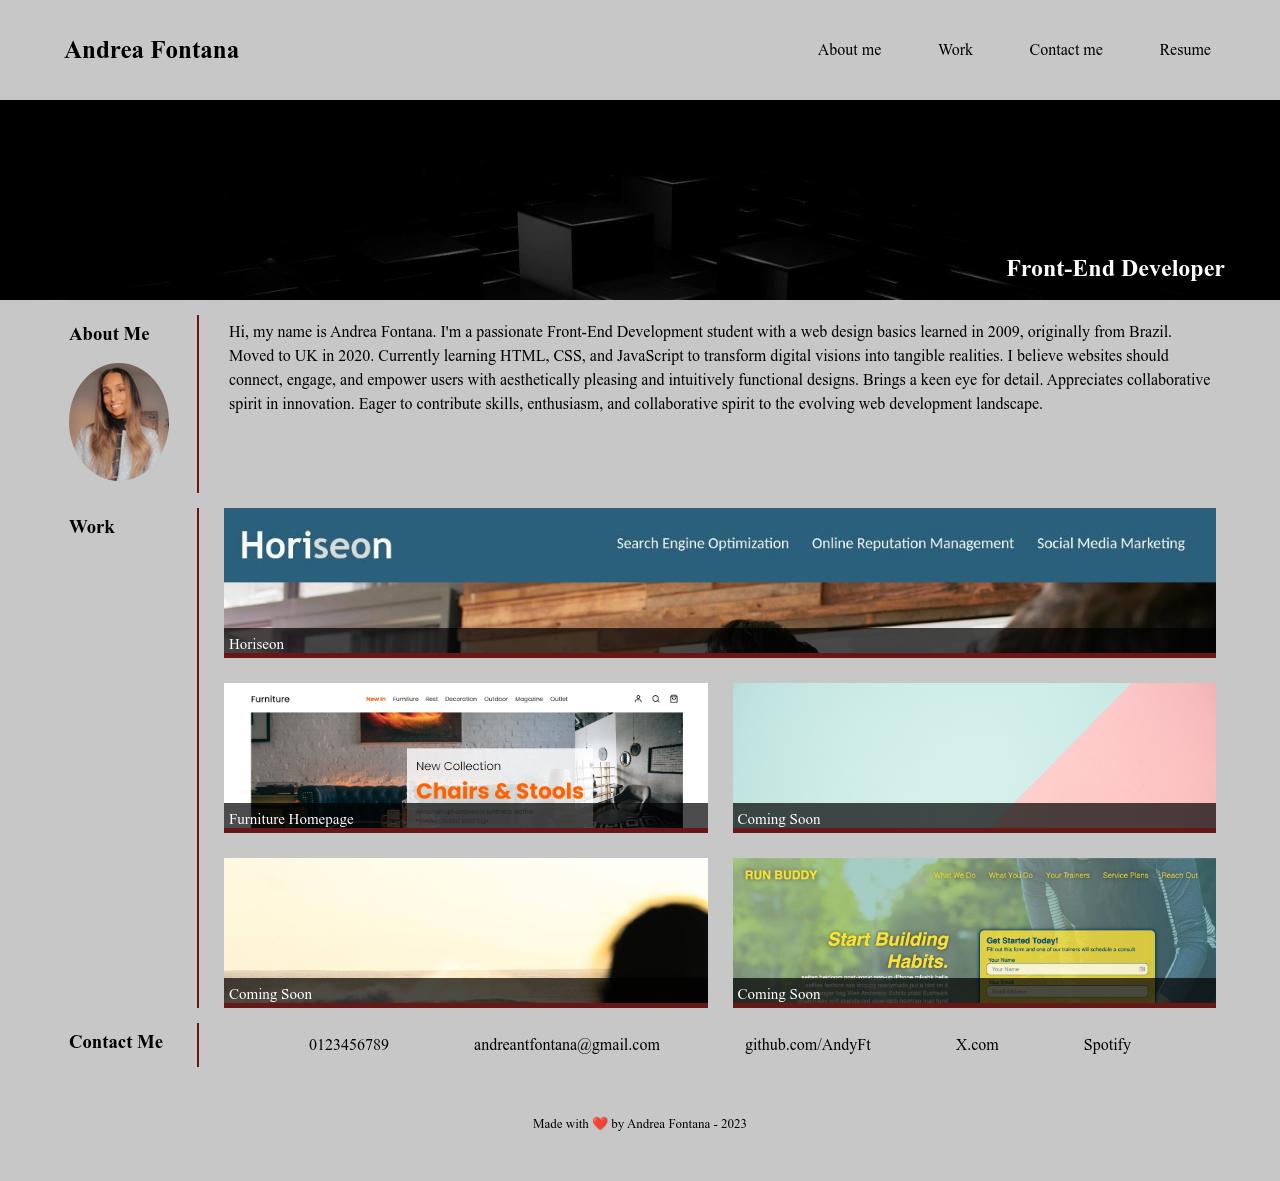 Andrea Fontana
About me
Work
Contact me
Resume
Front-End Developer
About Me
Hi, my name is Andrea Fontana. I'm a passionate Front-End Development student with a web design basics learned in 2009, originally from Brazil.
Moved to UK in 2020. Currently learning HTML, CSS, and JavaScript to transform digital visions into tangible realities. I believe websites should
connect, engage, and empower users with aesthetically pleasing and intuitively functional designs. Brings a keen eye for detail. Appreciates collaborative
spirit in innovation. Eager to contribute skills, enthusiasm, and collaborative spirit to the evolving web development landscape.
Work
Horiseon
Search Engine Optimization
Online Reputation Management
Social Media Marketing
Horiseon
Furniture
New In
Furniture
Rest
Decoration
Outdoor
Magazine
Outlet
New Collection
Chairs & Stools
Furniture Homepage
Coming Soon
Coming Soon
RUN BUDDY
What We Do
What You Do
Your Trainers
Service Plans
Reach Out
Start Building
Habits.
Get Started Today!
Fill out this form and one of our trainers will schedule a consult.
Your Name
Your Name
Your Email
Email Address
Coming Soon
Contact Me
0123456789
andreantfontana@gmail.com
github.com/AndyFt
X.com
Spotify
Made with ❤️ by Andrea Fontana - 2023